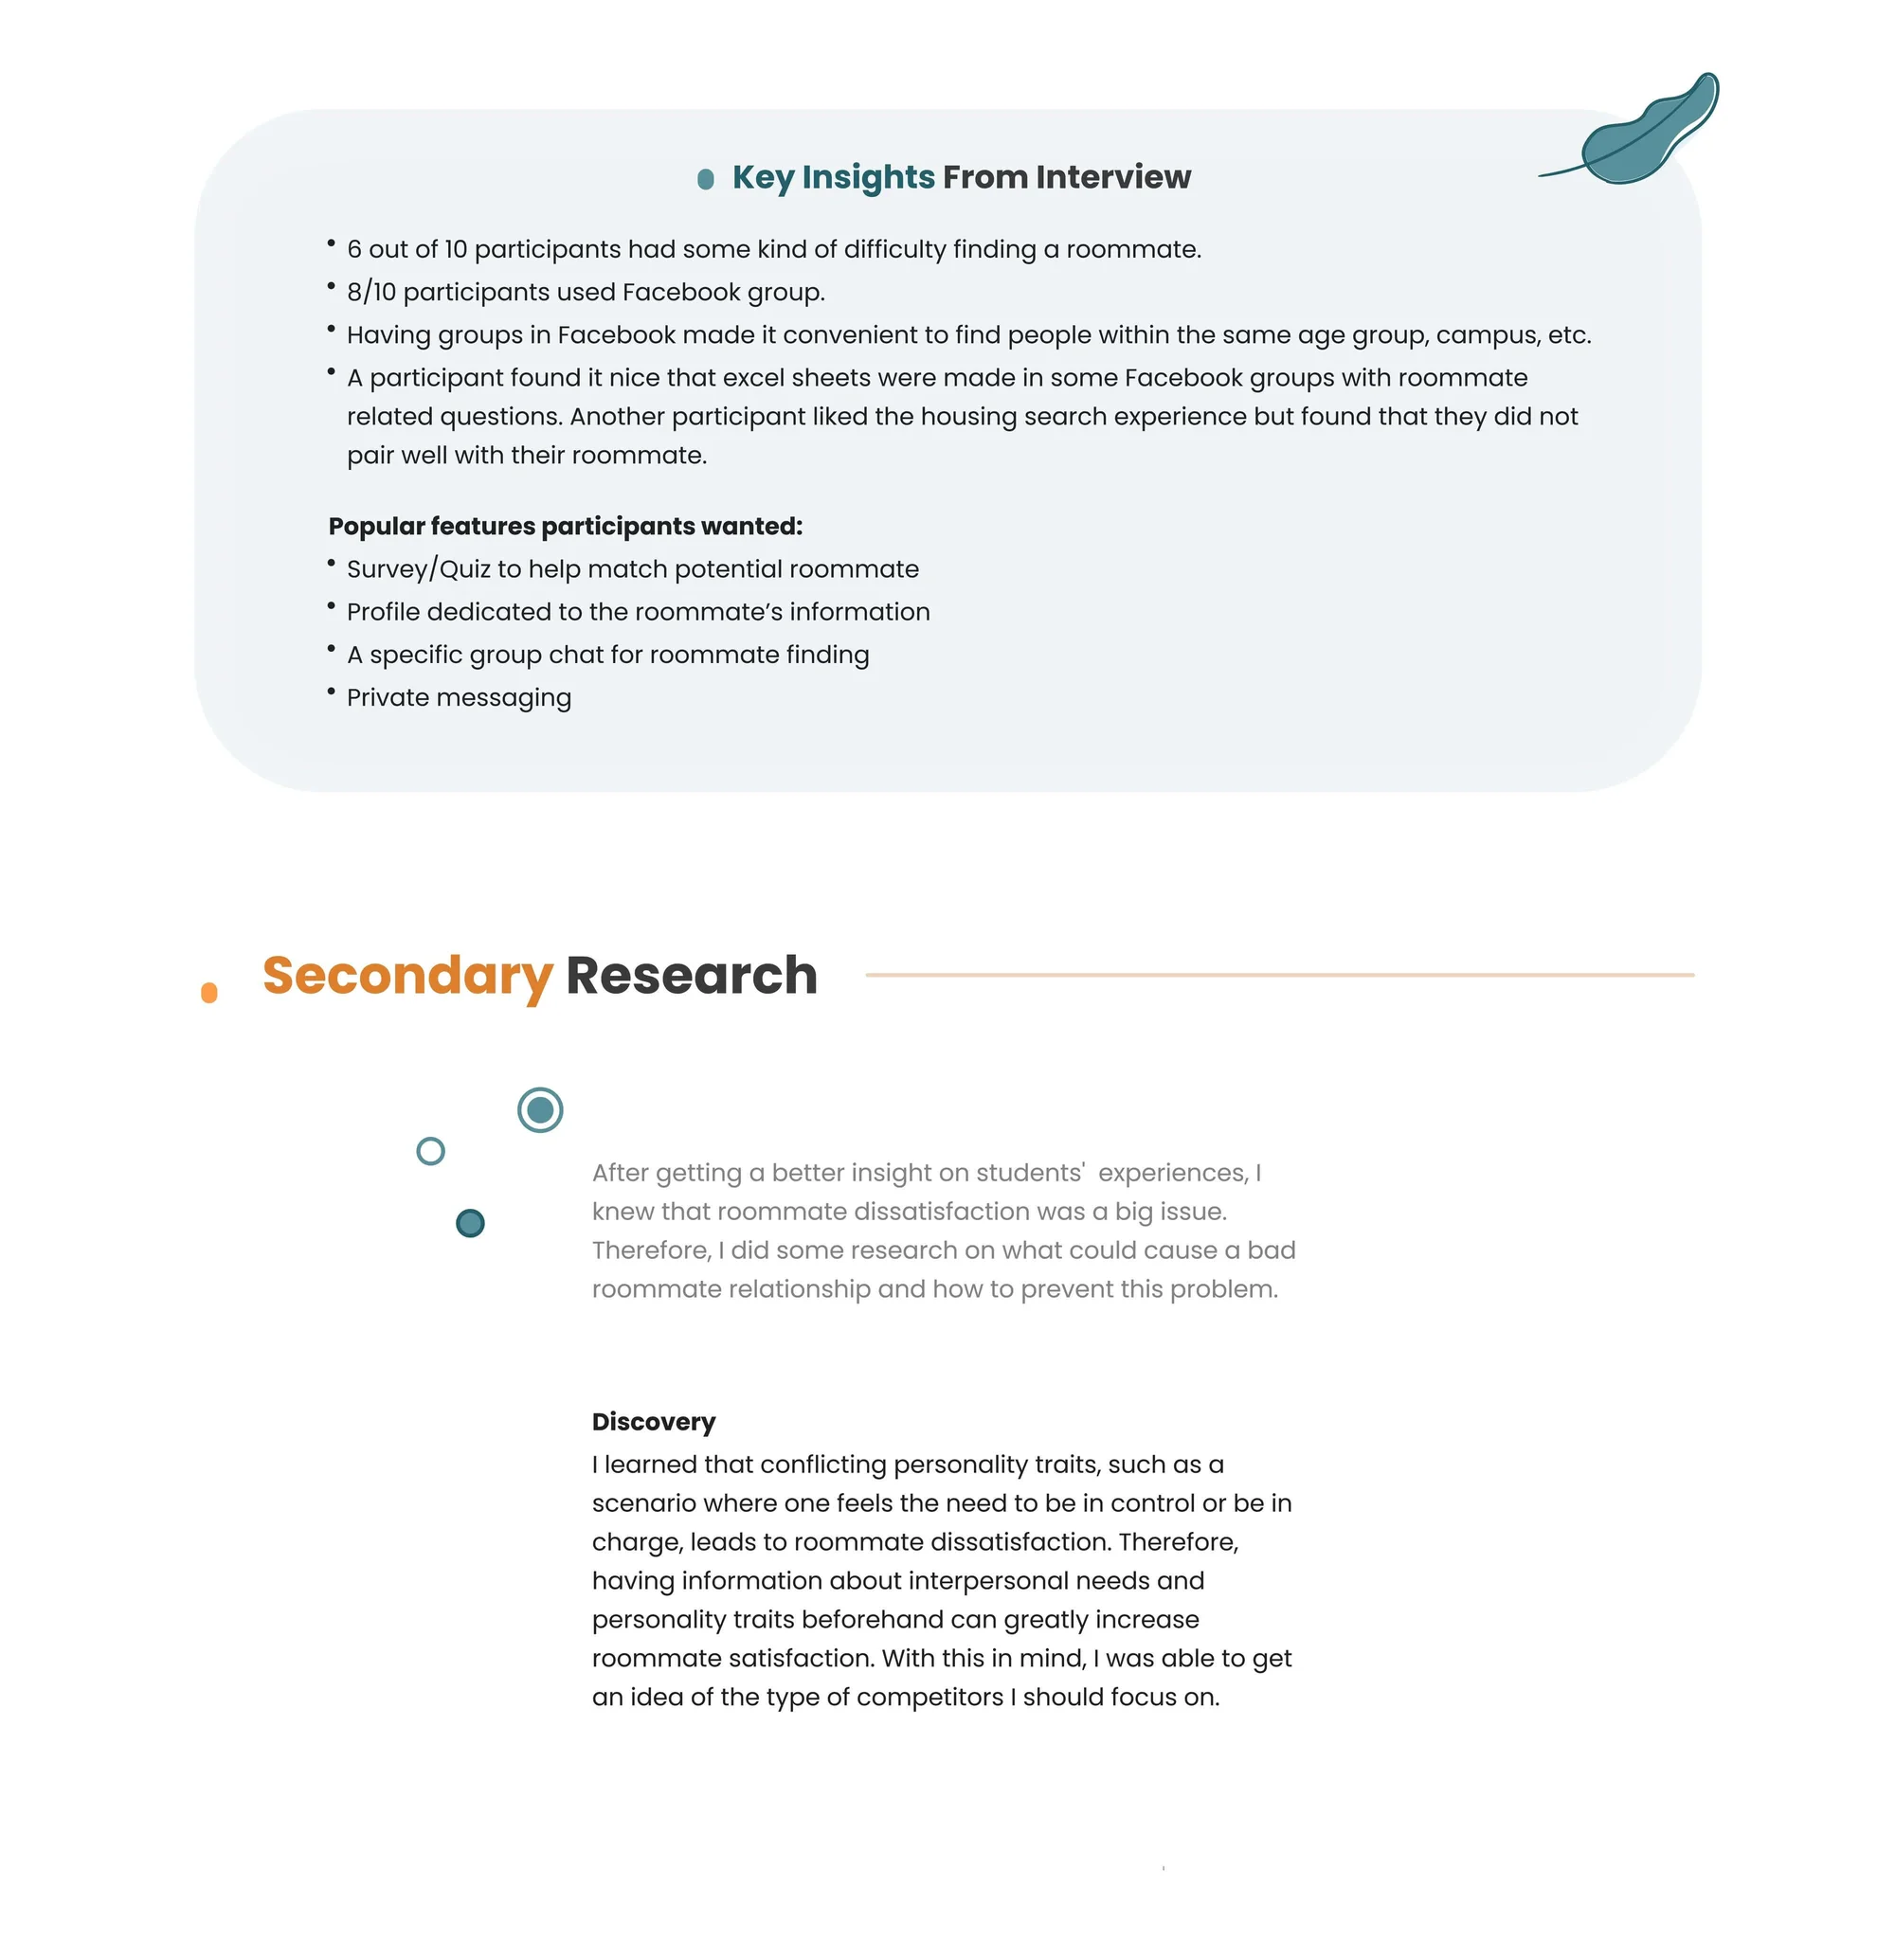 Key Insights From Interview
• 6 out of 10 participants had some kind of difficulty finding a roommate.
• 8/10 participants used Facebook group.
• Having groups in Facebook made it convenient to find people within the same age group, campus, etc.
• A participant found it nice that excel sheets were made in some Facebook groups with roommate
related questions. Another participant liked the housing search experience but found that they did not
pair well with their roommate.
Popular features participants wanted:
• Survey/Quiz to help match potential roommate
• Profile dedicated to the roommate’s information
• A specific group chat for roommate finding
• Private messaging
Secondary Research
After getting a better insight on students'  experiences, I
knew that roommate dissatisfaction was a big issue.
Therefore, I did some research on what could cause a bad
roommate relationship and how to prevent this problem.
Discovery
I learned that conflicting personality traits, such as a
scenario where one feels the need to be in control or be in
charge, leads to roommate dissatisfaction. Therefore,
having information about interpersonal needs and
personality traits beforehand can greatly increase
roommate satisfaction. With this in mind, I was able to get
an idea of the type of competitors I should focus on.